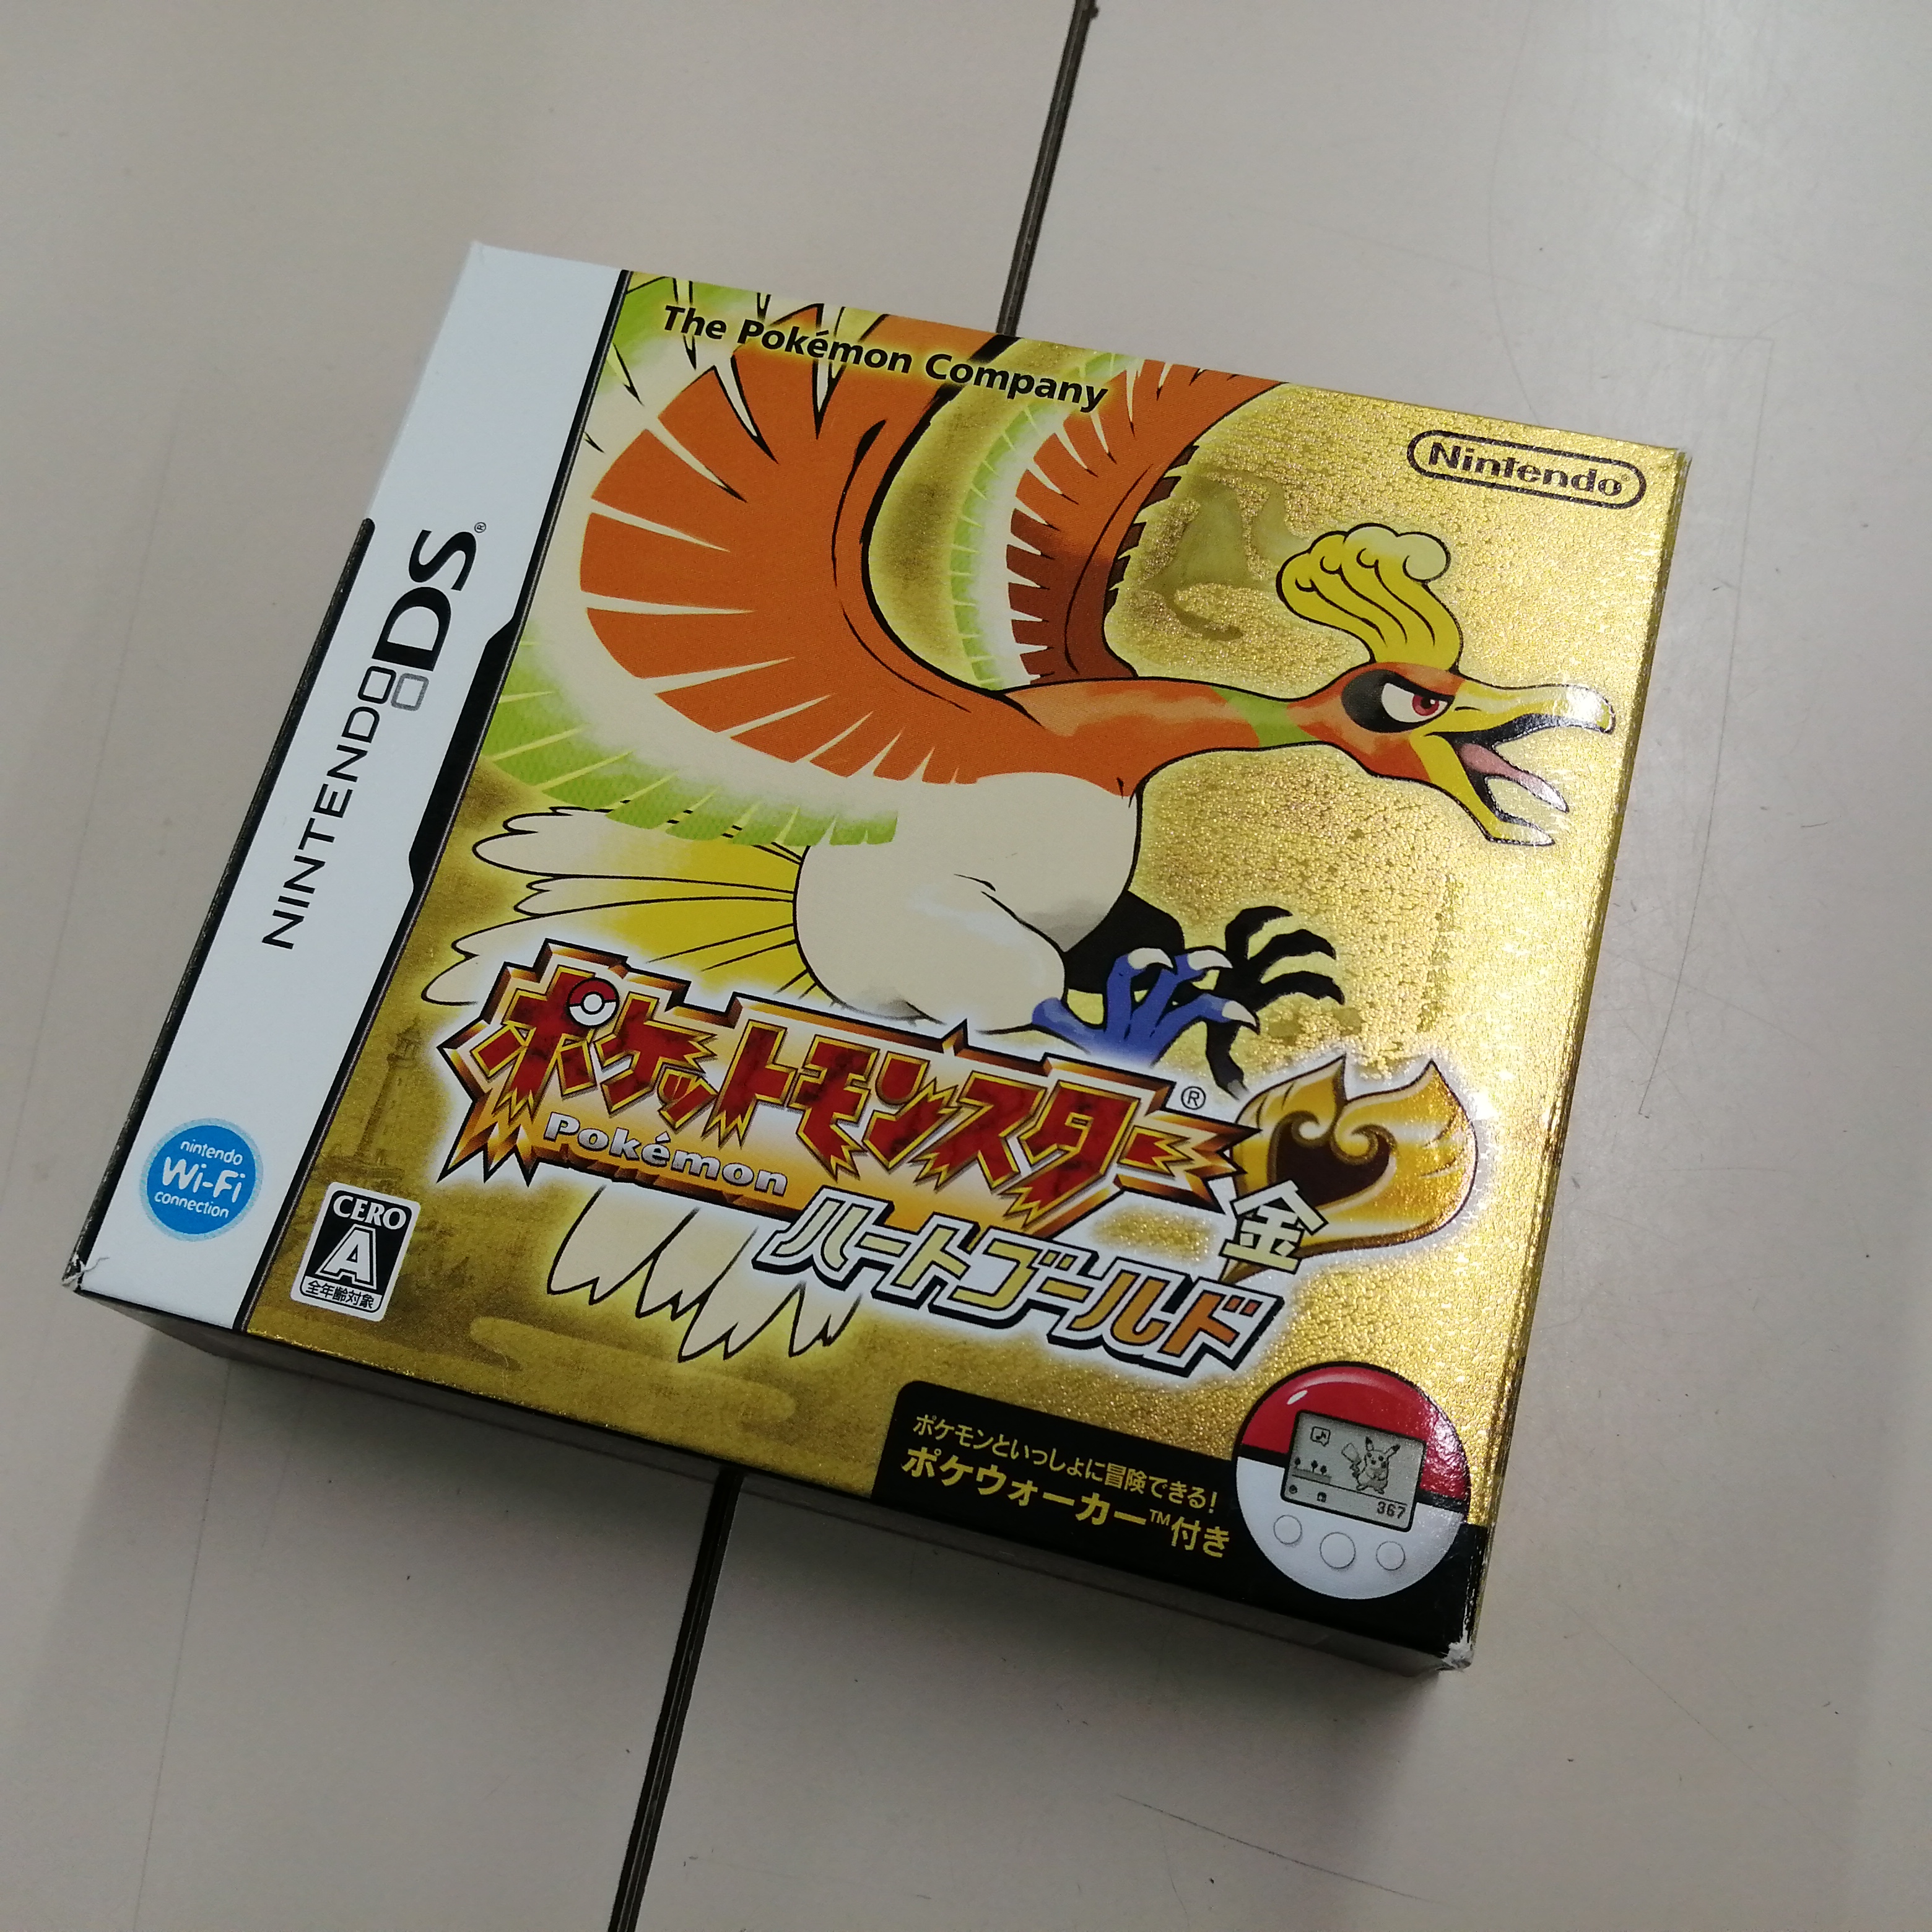 The Pokémon Company
Nintendo
NINTENDO DS®
ポケットモンスター®
Pokémon
金
ハートゴールド
nintendo
Wi-Fi
connection
CERO
A
全年齢対象
ポケモンといっしょに冒険できる!
ポケウォーカー™付き
367